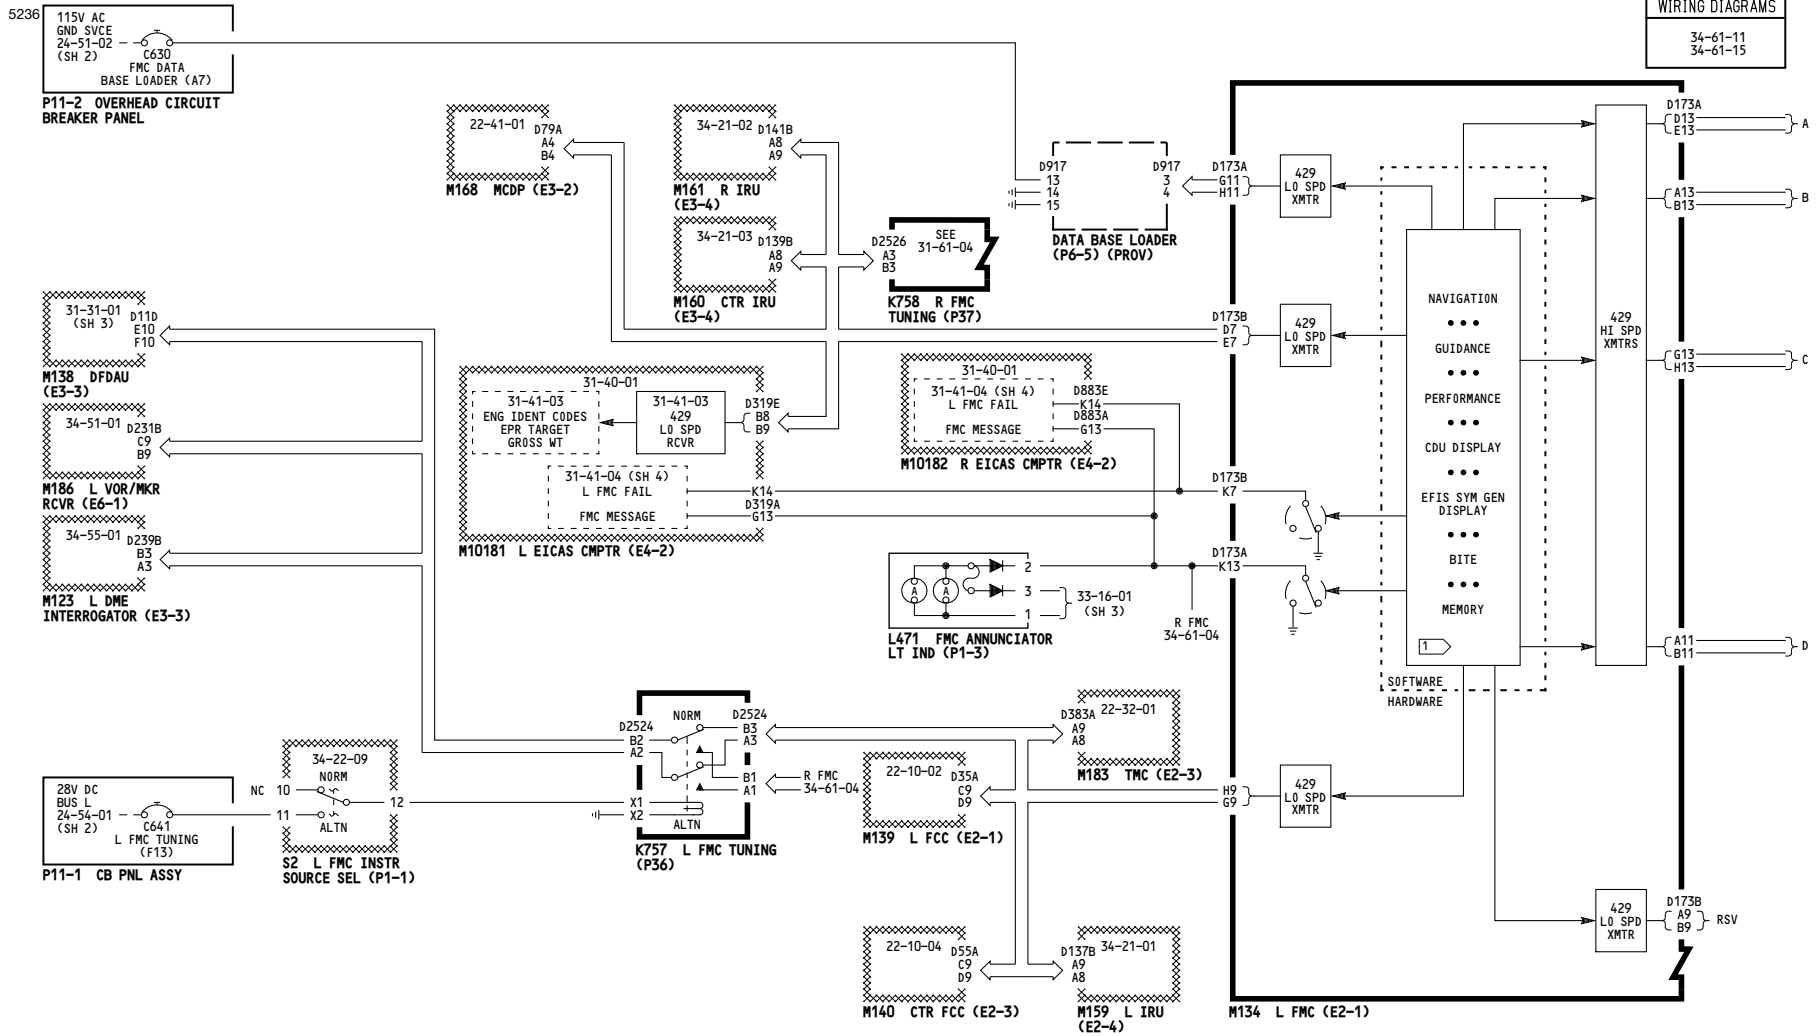 5236
115V AC
GND SVCE
24-51-02
(SH 2)
C630
FMC DATA
BASE LOADER (A7)
P11-2 OVERHEAD CIRCUIT
BREAKER PANEL
WIRING DIAGRAMS
34-61-11
34-61-15
22-41-01
D79A
A4
B4
M168 MCDP (E3-2)
34-21-02
D141B
A8
A9
M161 R IRU
(E3-4)
34-21-03
D139B
A8
A9
M160 CTR IRU
(E3-4)
D2526
A3
B3
SEE
31-61-04
K758 R FMC
TUNING (P37)
D917
13
14
15
D917
3
4
DATA BASE LOADER
(P6-5) (PROV)
D173A
G11
H11
429
LO SPD
XMTR
D173B
D7
E7
429
LO SPD
XMTR
NAVIGATION
GUIDANCE
PERFORMANCE
CDU DISPLAY
EFIS SYM GEN
DISPLAY
BITE
MEMORY
1
SOFTWARE
HARDWARE
429
HI SPD
XMTRS
D173A
D13
E13
A
A13
B13
B
G13
H13
C
A11
B11
D
31-31-01
(SH 3)
D11D
E10
F10
M138 DFDAU
(E3-3)
34-51-01
D231B
C9
B9
M186 L VOR/MKR
RCVR (E6-1)
34-55-01
D239B
B3
A3
M123 L DME
INTERROGATOR (E3-3)
31-40-01
31-41-03
ENG IDENT CODES
EPR TARGET
GROSS WT
31-41-03
429
LO SPD
RCVR
D319E
B8
B9
31-41-04 (SH 4)
L FMC FAIL
FMC MESSAGE
K14
D319A
G13
M10181 L EICAS CMPTR (E4-2)
31-40-01
31-41-04 (SH 4)
L FMC FAIL
FMC MESSAGE
D883E
K14
D883A
G13
M10182 R EICAS CMPTR (E4-2)
D173B
K7
D173A
K13
A
A
2
3
1
33-16-01
(SH 3)
L471 FMC ANNUNCIATOR
LT IND (P1-3)
R FMC
34-61-04
28V DC
BUS L
24-54-01
(SH 2)
C641
L FMC TUNING
(F13)
P11-1 CB PNL ASSY
34-22-09
NORM
NC 10
11
12
ALTN
S2 L FMC INSTR
SOURCE SEL (P1-1)
D2524
B2
A2
X1
X2
NORM
ALTN
D2524
B3
A3
B1
A1
K757 L FMC TUNING
(P36)
R FMC
34-61-04
D383A
A9
A8
22-32-01
M183 TMC (E2-3)
22-10-02
D35A
C9
D9
M139 L FCC (E2-1)
H9
G9
429
LO SPD
XMTR
22-10-04
D55A
C9
D9
M140 CTR FCC (E2-3)
D137B
A9
A8
34-21-01
M159 L IRU
(E2-4)
429
LO SPD
XMTR
D173B
A9
B9
RSV
M134 L FMC (E2-1)